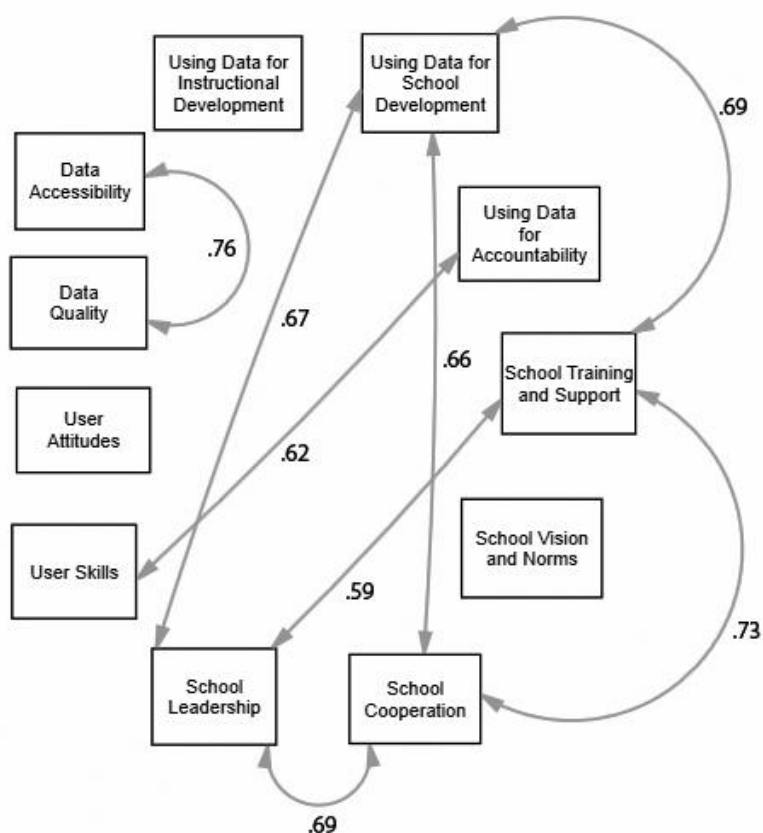 Using Data for
Instructional
Development
Using Data for
School
Development
.69
Data
Accessibility
.76
Using Data
for
Accountability
Data
Quality
.67
.66
School Training
and Support
User
Attitudes
.62
School Vision
and Norms
User Skills
.59
.73
School
Leadership
School
Cooperation
.69